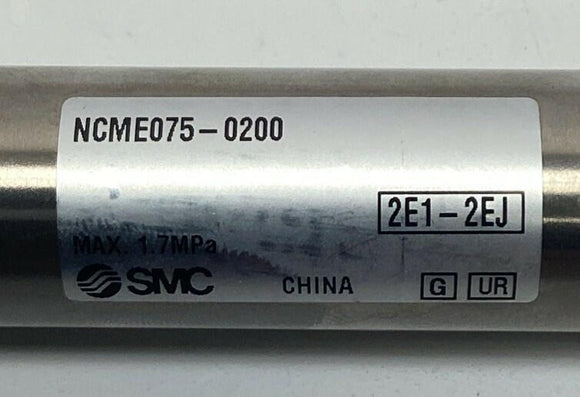 NCME075-0200
2E1-2EJ
MAX. 1.7MPa
SMC CHINA G UR